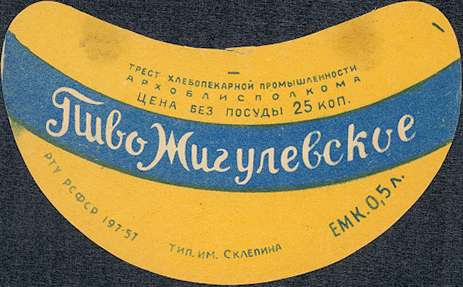 ТРЕСТ ХЛЕБОПЕКАРНОЙ ПРОМЫШЛЕННОСТИ
АРХОБЛИСПОЛКОМА
ЦЕНА БЕЗ ПОСУДЫ 25 КОП.
Пиво Жигулевское
РТУ РСФСР 197-57
ЕМК. 0,5 л.
ТИП. ИМ. СКЛЕПИНА